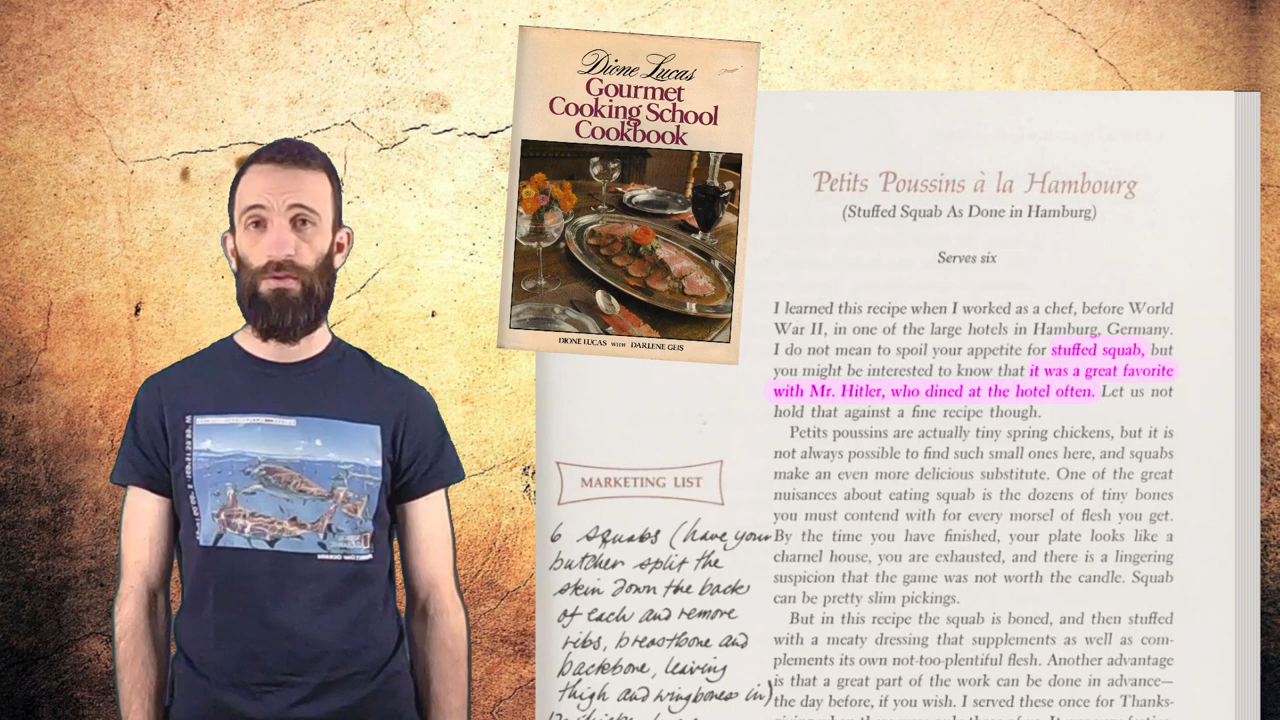 Dione Lucas
Gourmet
Cooking School
Cookbook
DIONE LUCAS WITH DARLENE GEIS
Petits Poussins à la Hambourg
(Stuffed Squab As Done in Hamburg)
Serves six
I learned this recipe when I worked as a chef, before World
War II, in one of the large hotels in Hamburg, Germany.
I do not mean to spoil your appetite for stuffed squab, but
you might be interested to know that it was a great favorite
with Mr. Hitler, who dined at the hotel often. Let us not
hold that against a fine recipe though.
Petits poussins are actually tiny spring chickens, but it is
not always possible to find such small ones here, and squabs
make an even more delicious substitute. One of the great
nuisances about eating squab is the dozens of tiny bones
you must contend with for every morsel of flesh you get.
By the time you have finished, your plate looks like a
charnel house, you are exhausted, and there is a lingering
suspicion that the game was not worth the candle. Squab
can be pretty slim pickings.
But in this recipe the squab is boned, and then stuffed
with a meaty dressing that supplements as well as com-
plements its own not-too-plentiful flesh. Another advantage
is that a great part of the work can be done in advance—
the day before, if you wish. I served these once for Thanks-
MARKETING LIST
6 squabs (have your
butcher split the
skin down the back
of each and remove
ribs, breastbone and
backbone, leaving
thigh and wingbones in)